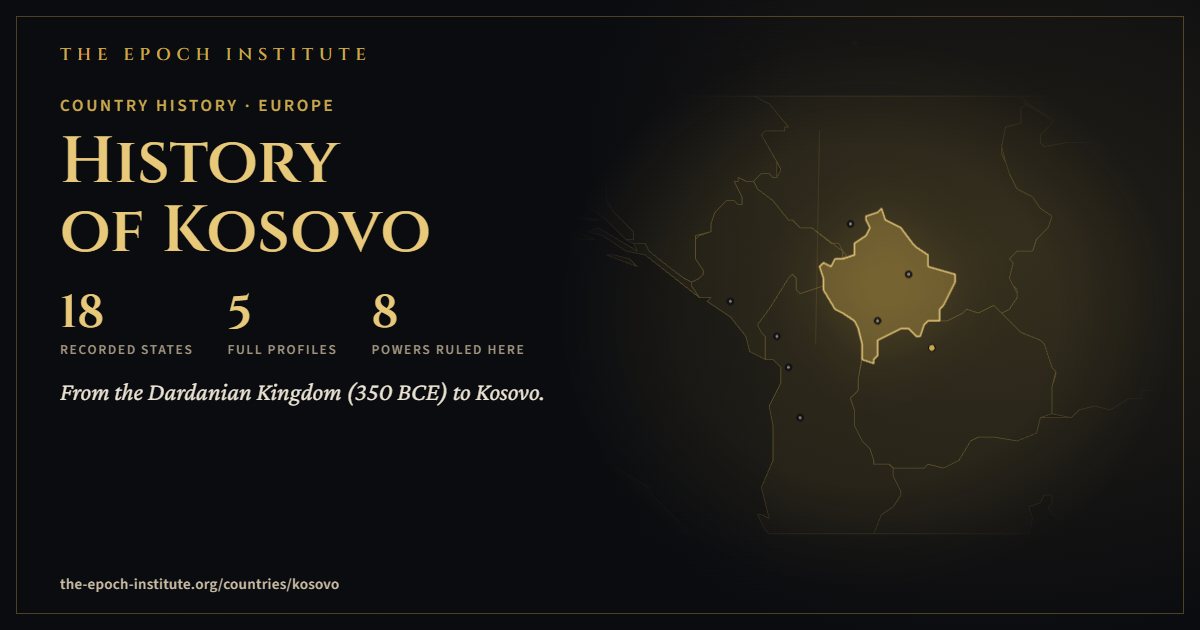 THE EPOCH INSTITUTE
COUNTRY HISTORY · EUROPE
HISTORY
OF KOSOVO
18 5 8
RECORDED STATES FULL PROFILES POWERS RULED HERE
From the Dardanian Kingdom (350 BCE) to Kosovo.
the-epoch-institute.org/countries/kosovo